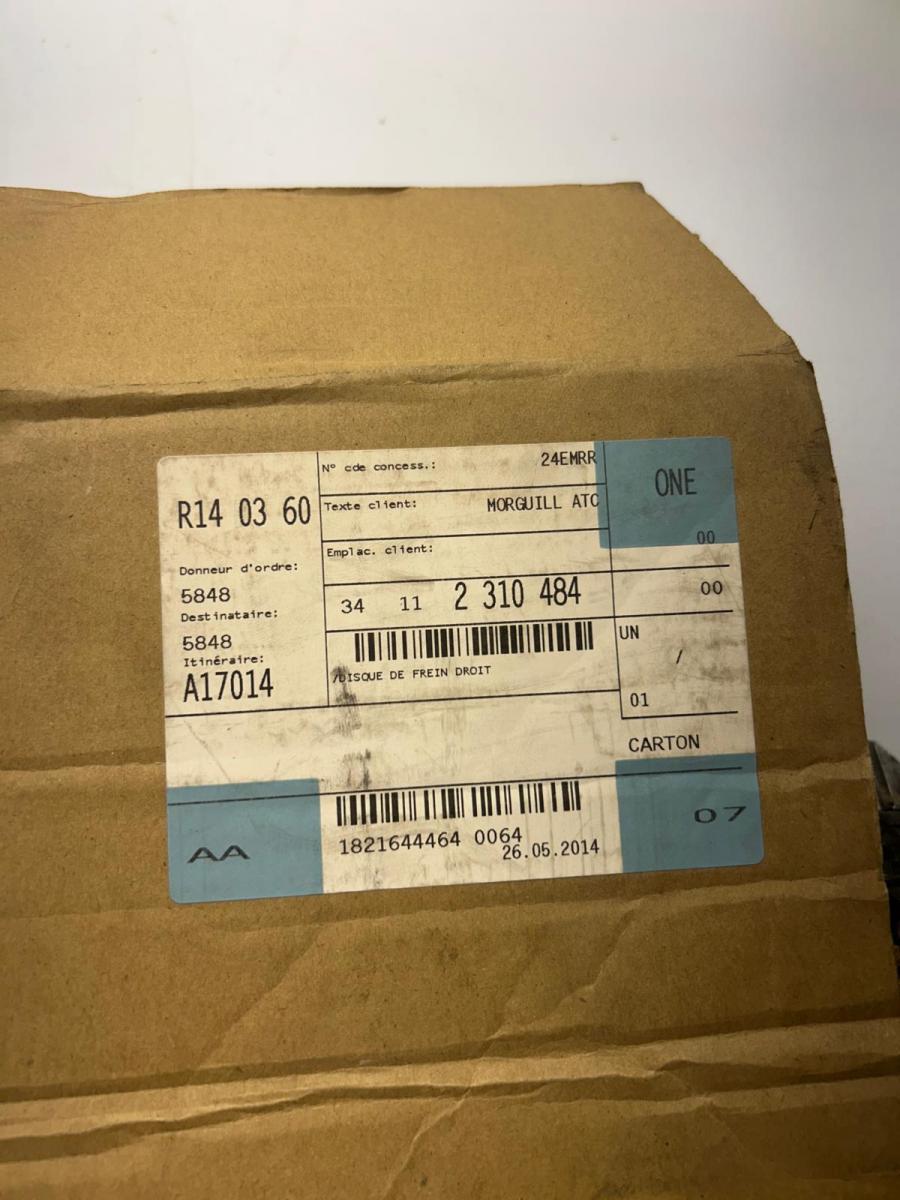 R14 03 60
Donneur d'ordre:
5848
Destinataire:
5848
Itinéraire:
A17014
N° cde concess.: 24EMRR
Texte client: MORGUILL ATC
Emplac. client:
34 11 2 310 484
/DISQUE DE FREIN DROIT
ONE
00
00
UN
/
01
CARTON
AA
1821644464 0064
26.05.2014
07